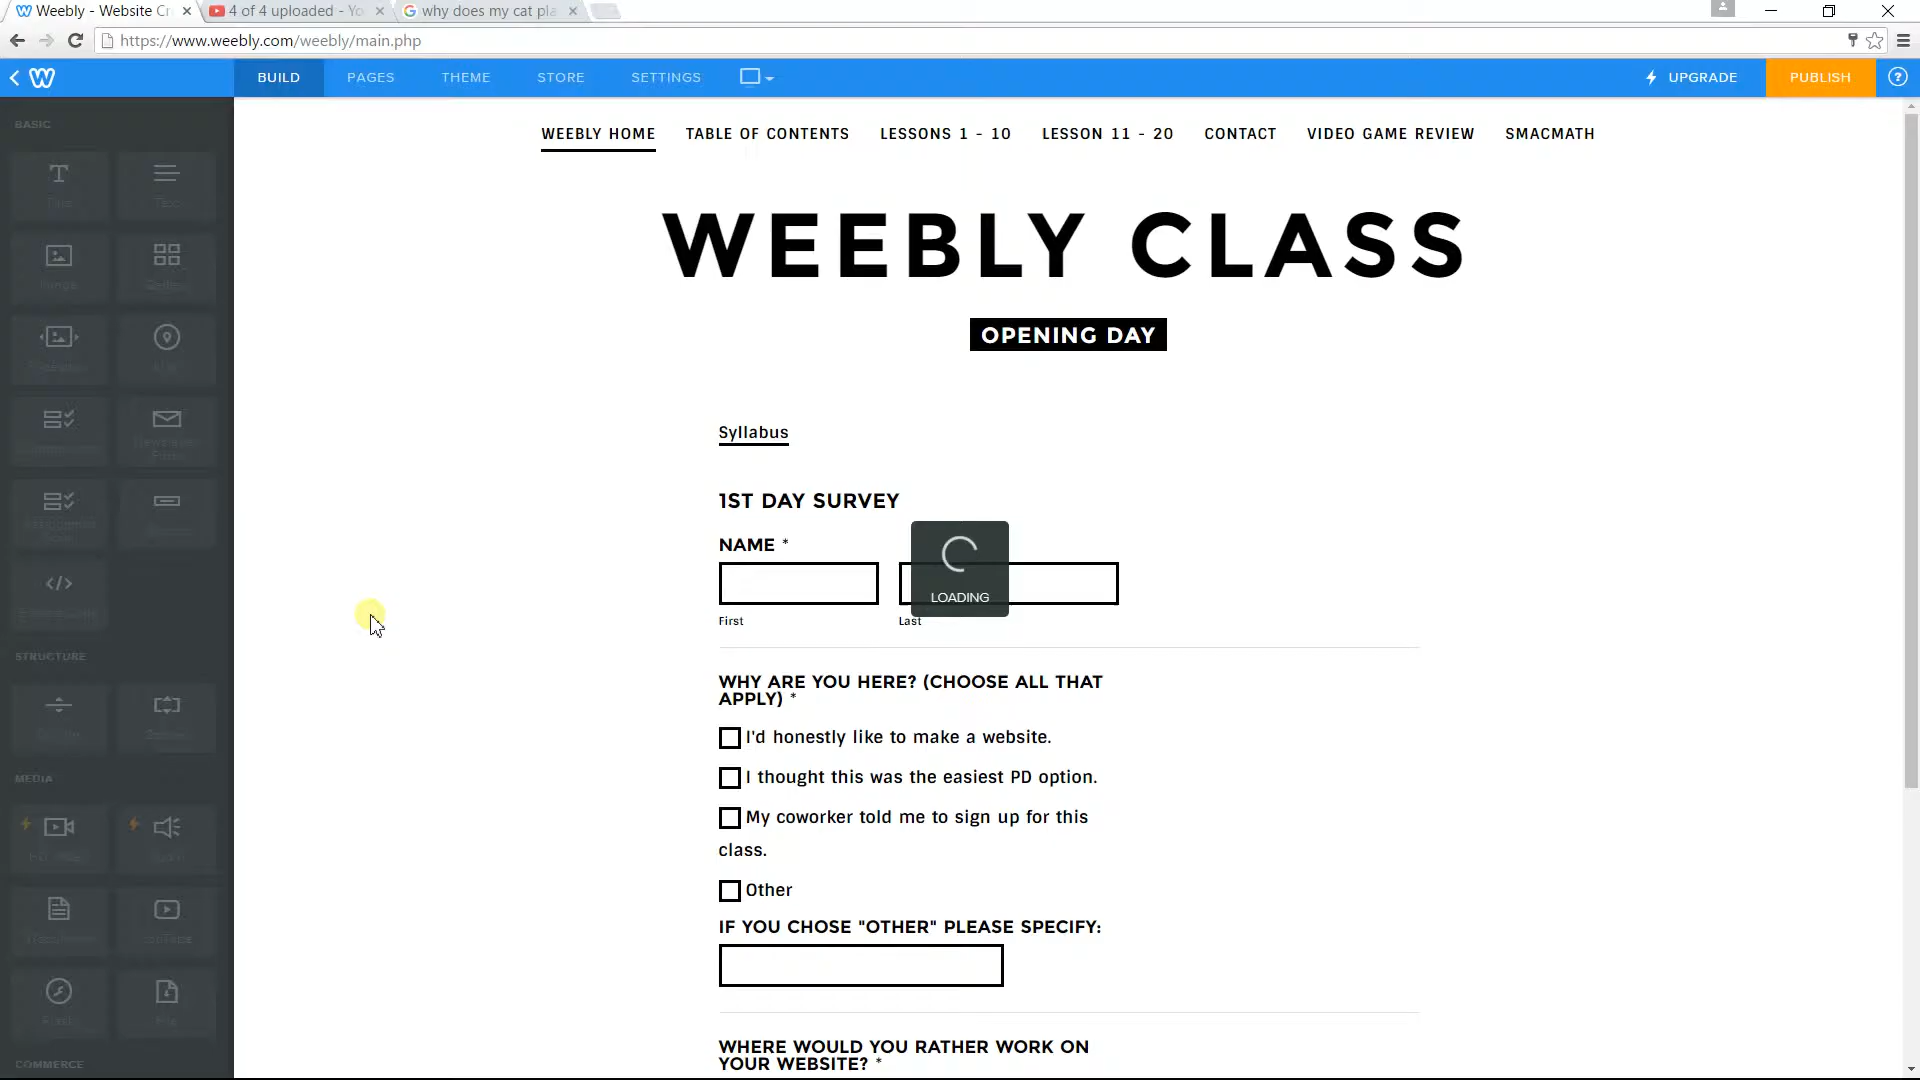 Weebly - Website Cr
4 of 4 uploaded - Yo
why does my cat pla
https://www.weebly.com/weebly/main.php
BUILD
PAGES
THEME
STORE
SETTINGS
UPGRADE
PUBLISH
BASIC
WEEBLY HOME
TABLE OF CONTENTS
LESSONS 1 - 10
LESSON 11 - 20
CONTACT
VIDEO GAME REVIEW
SMACMATH
WEEBLY CLASS
OPENING DAY
Syllabus
1ST DAY SURVEY
NAME *
LOADING
First
Last
WHY ARE YOU HERE? (CHOOSE ALL THAT
APPLY) *
I'd honestly like to make a website.
I thought this was the easiest PD option.
My coworker told me to sign up for this
class.
Other
IF YOU CHOSE "OTHER" PLEASE SPECIFY:
WHERE WOULD YOU RATHER WORK ON
YOUR WEBSITE? *
STRUCTURE
MEDIA
COMMERCE